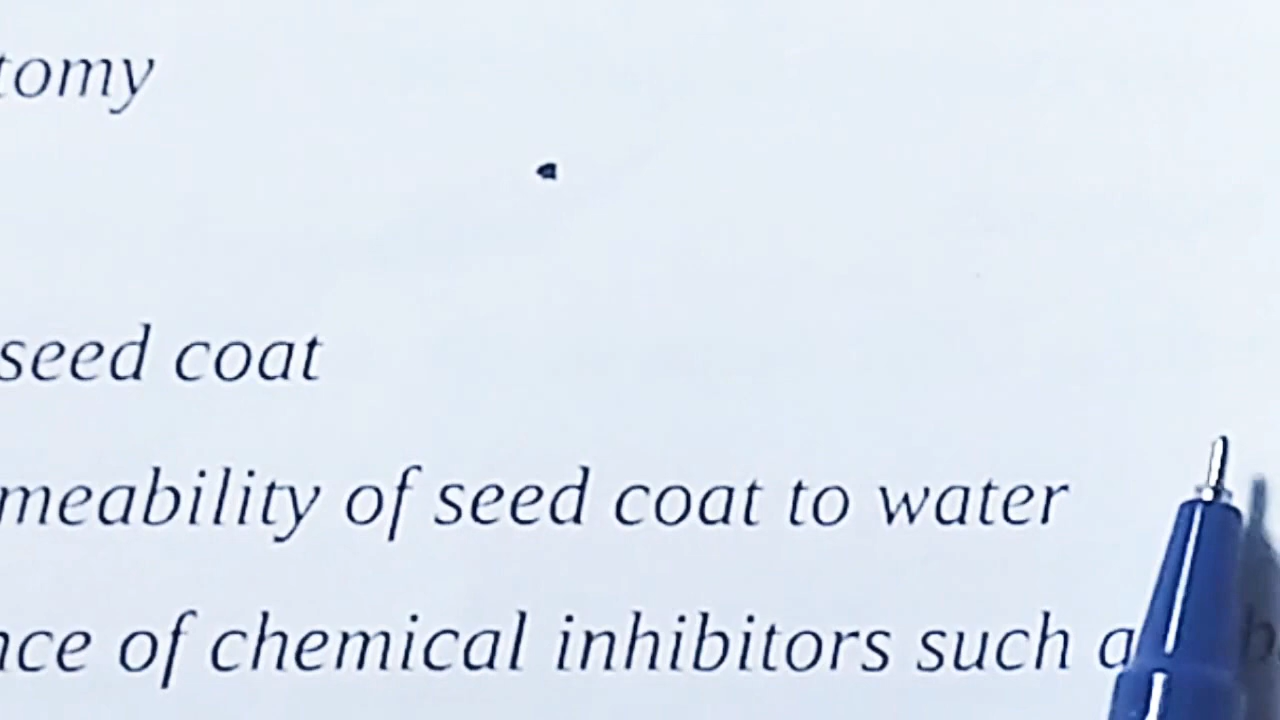 tomy
seed coat
meability of seed coat to water
nce of chemical inhibitors such a